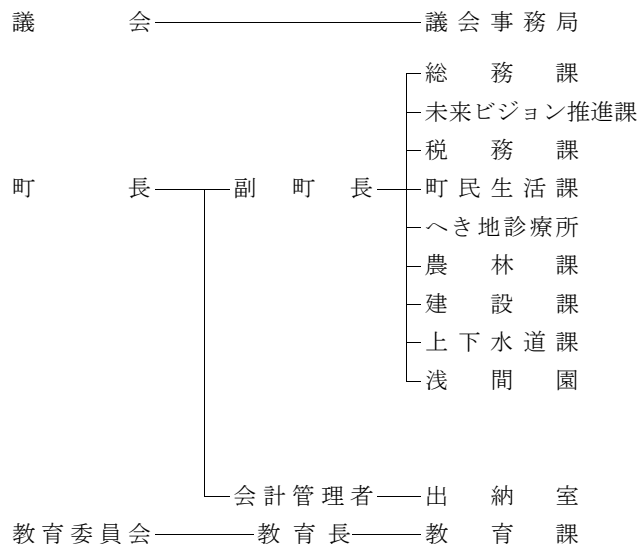 議会 議会事務局
総務課
未来ビジョン推進課
税務課
町長 副町長 町民生活課
へき地診療所
農林課
建設課
上下水道課
浅間園
会計管理者 出納室
教育委員会 教育長 教育課